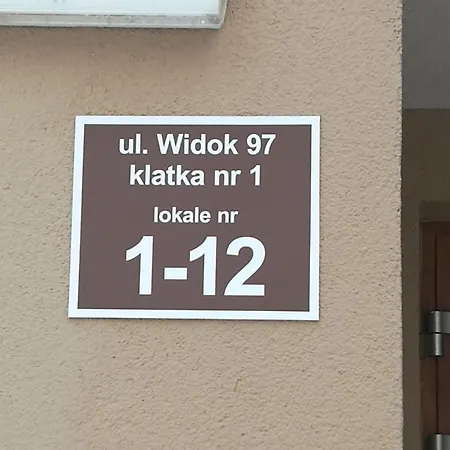 ul. Widok 97
klatka nr 1
lokale nr
1-12